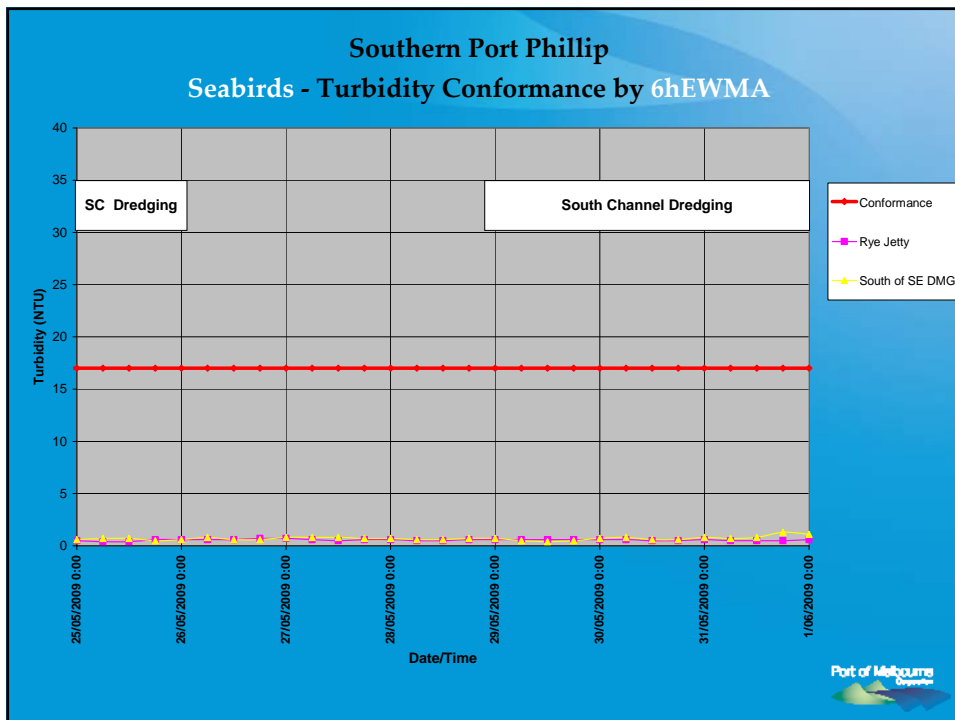 Southern Port Phillip
Seabirds - Turbidity Conformance by 6hEWMA
40
35
30
25
20
15
10
5
0
Turbidity (NTU)
SC Dredging
South Channel Dredging
Conformance
Rye Jetty
South of SE DMG
25/05/2009 0:00
26/05/2009 0:00
27/05/2009 0:00
28/05/2009 0:00
29/05/2009 0:00
30/05/2009 0:00
31/05/2009 0:00
1/06/2009 0:00
Date/Time
Port of Melbourne
Corporation